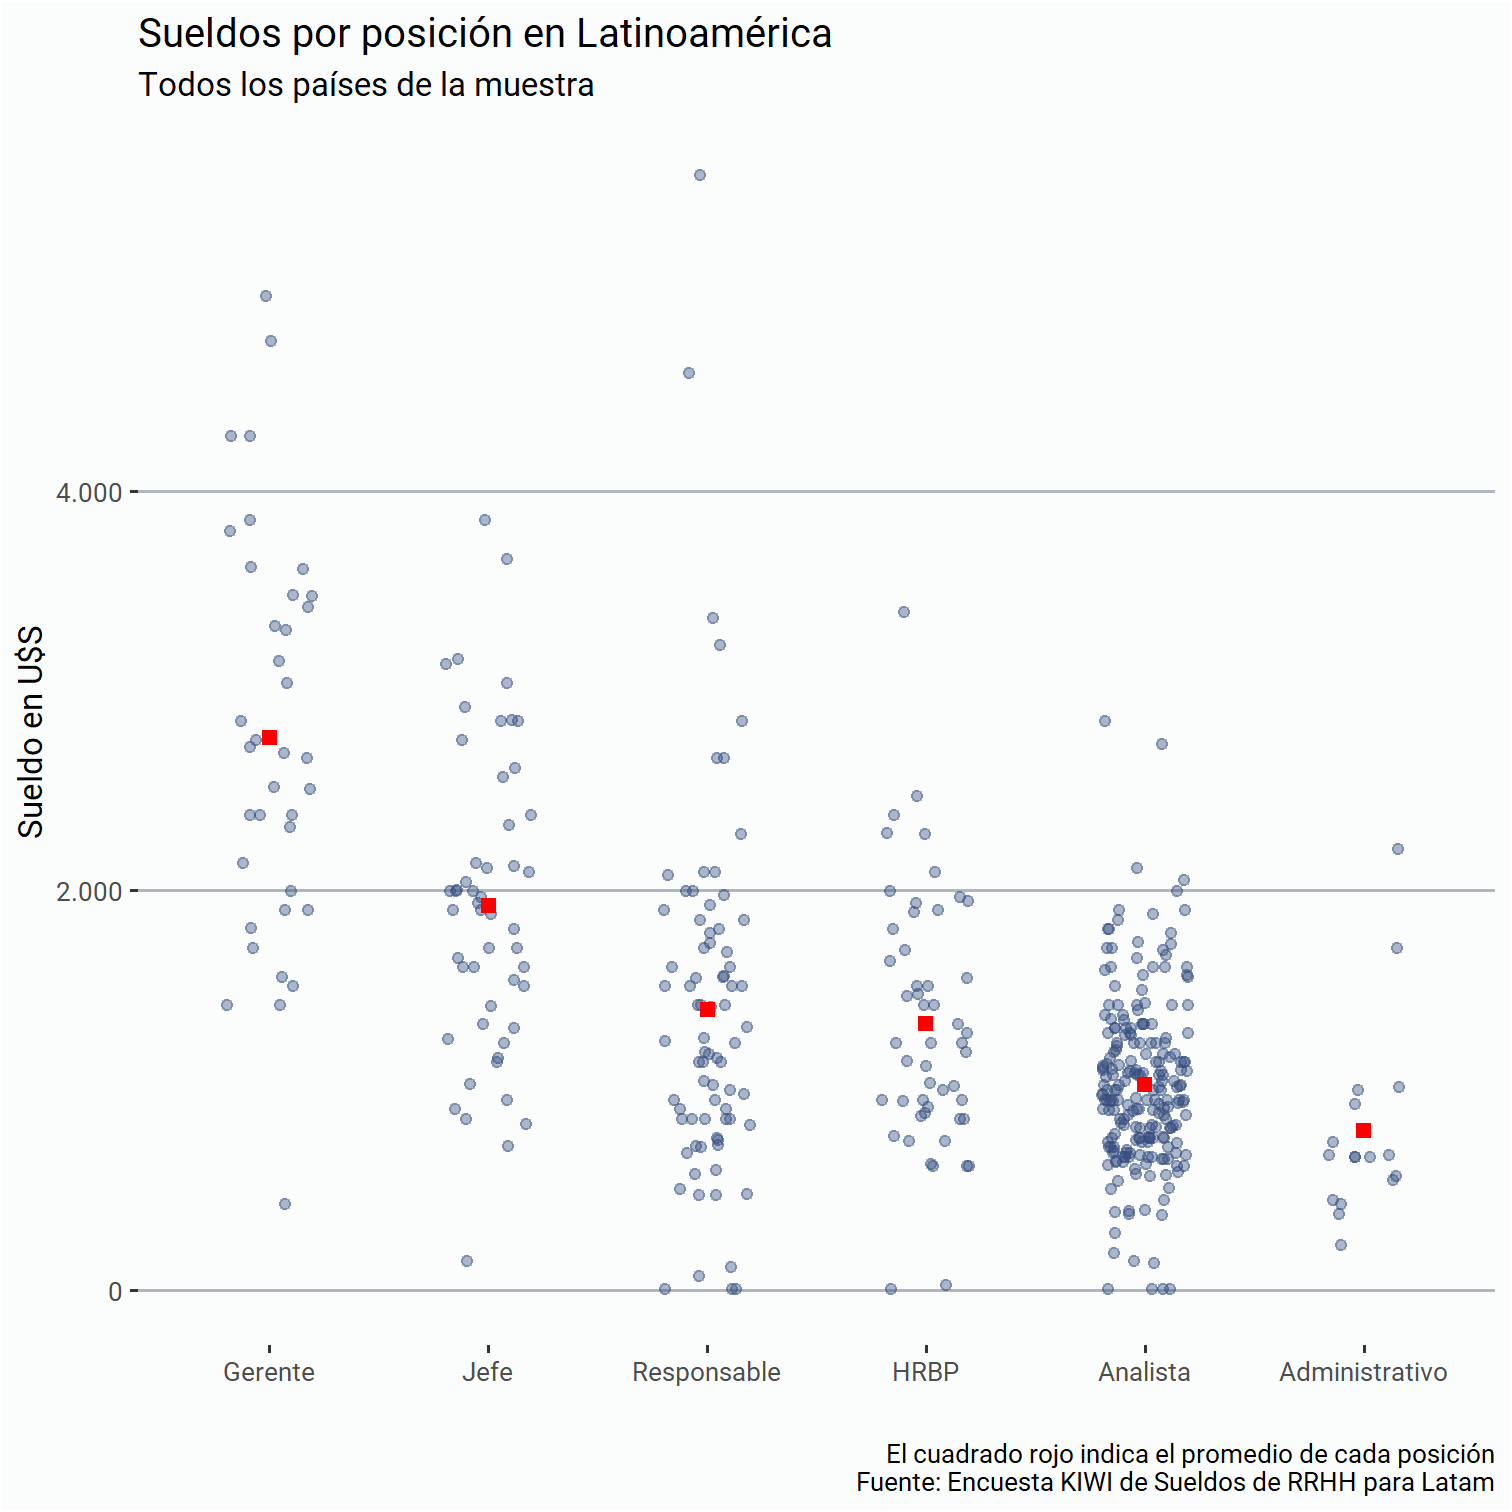 Sueldos por posición en Latinoamérica
Todos los países de la muestra
Sueldo en U$S
4.000
2.000
0
Gerente
Jefe
Responsable
HRBP
Analista
Administrativo
El cuadrado rojo indica el promedio de cada posición
Fuente: Encuesta KIWI de Sueldos de RRHH para Latam